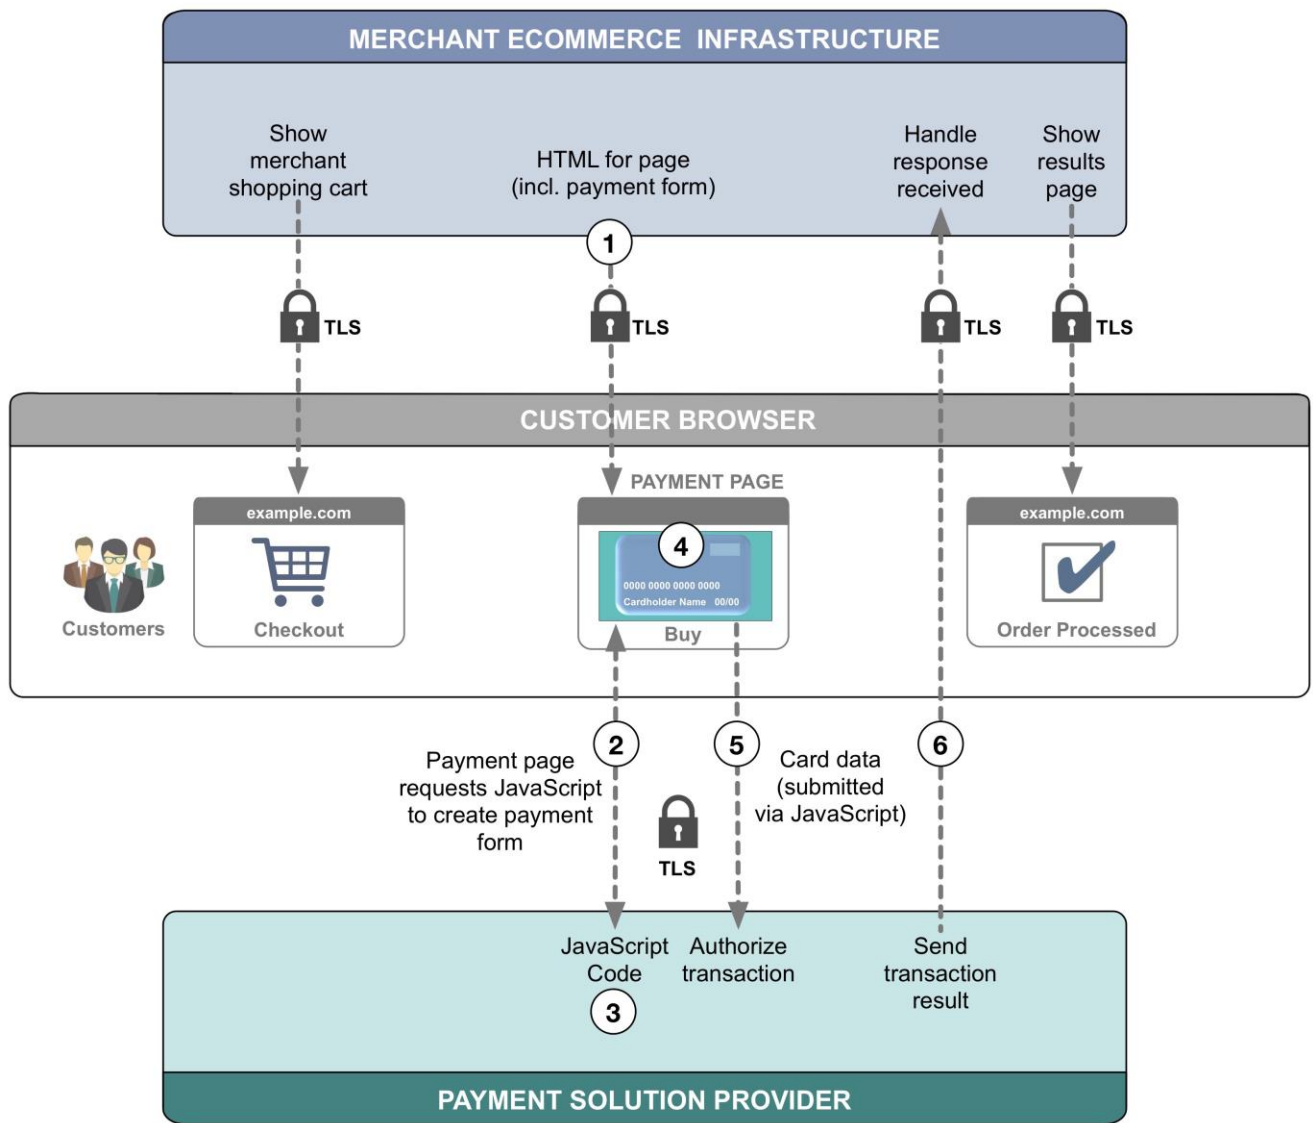 MERCHANT ECOMMERCE INFRASTRUCTURE
Show
merchant
shopping cart
HTML for page
(incl. payment form)
Handle
response
received
Show
results
page
1
TLS
TLS
TLS
TLS
CUSTOMER BROWSER
PAYMENT PAGE
example.com
example.com
4
0000 0000 0000 0000
Cardholder Name 00/00
Customers
Checkout
Buy
Order Processed
2
5
6
Payment page
requests JavaScript
to create payment
form
Card data
(submitted
via JavaScript)
TLS
JavaScript
Code
3
Authorize
transaction
Send
transaction
result
PAYMENT SOLUTION PROVIDER